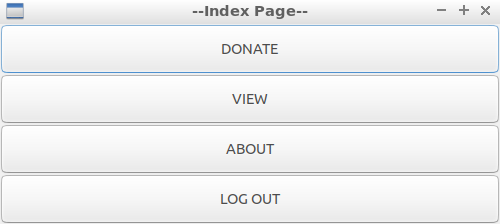 --Index Page--
DONATE
VIEW
ABOUT
LOG OUT